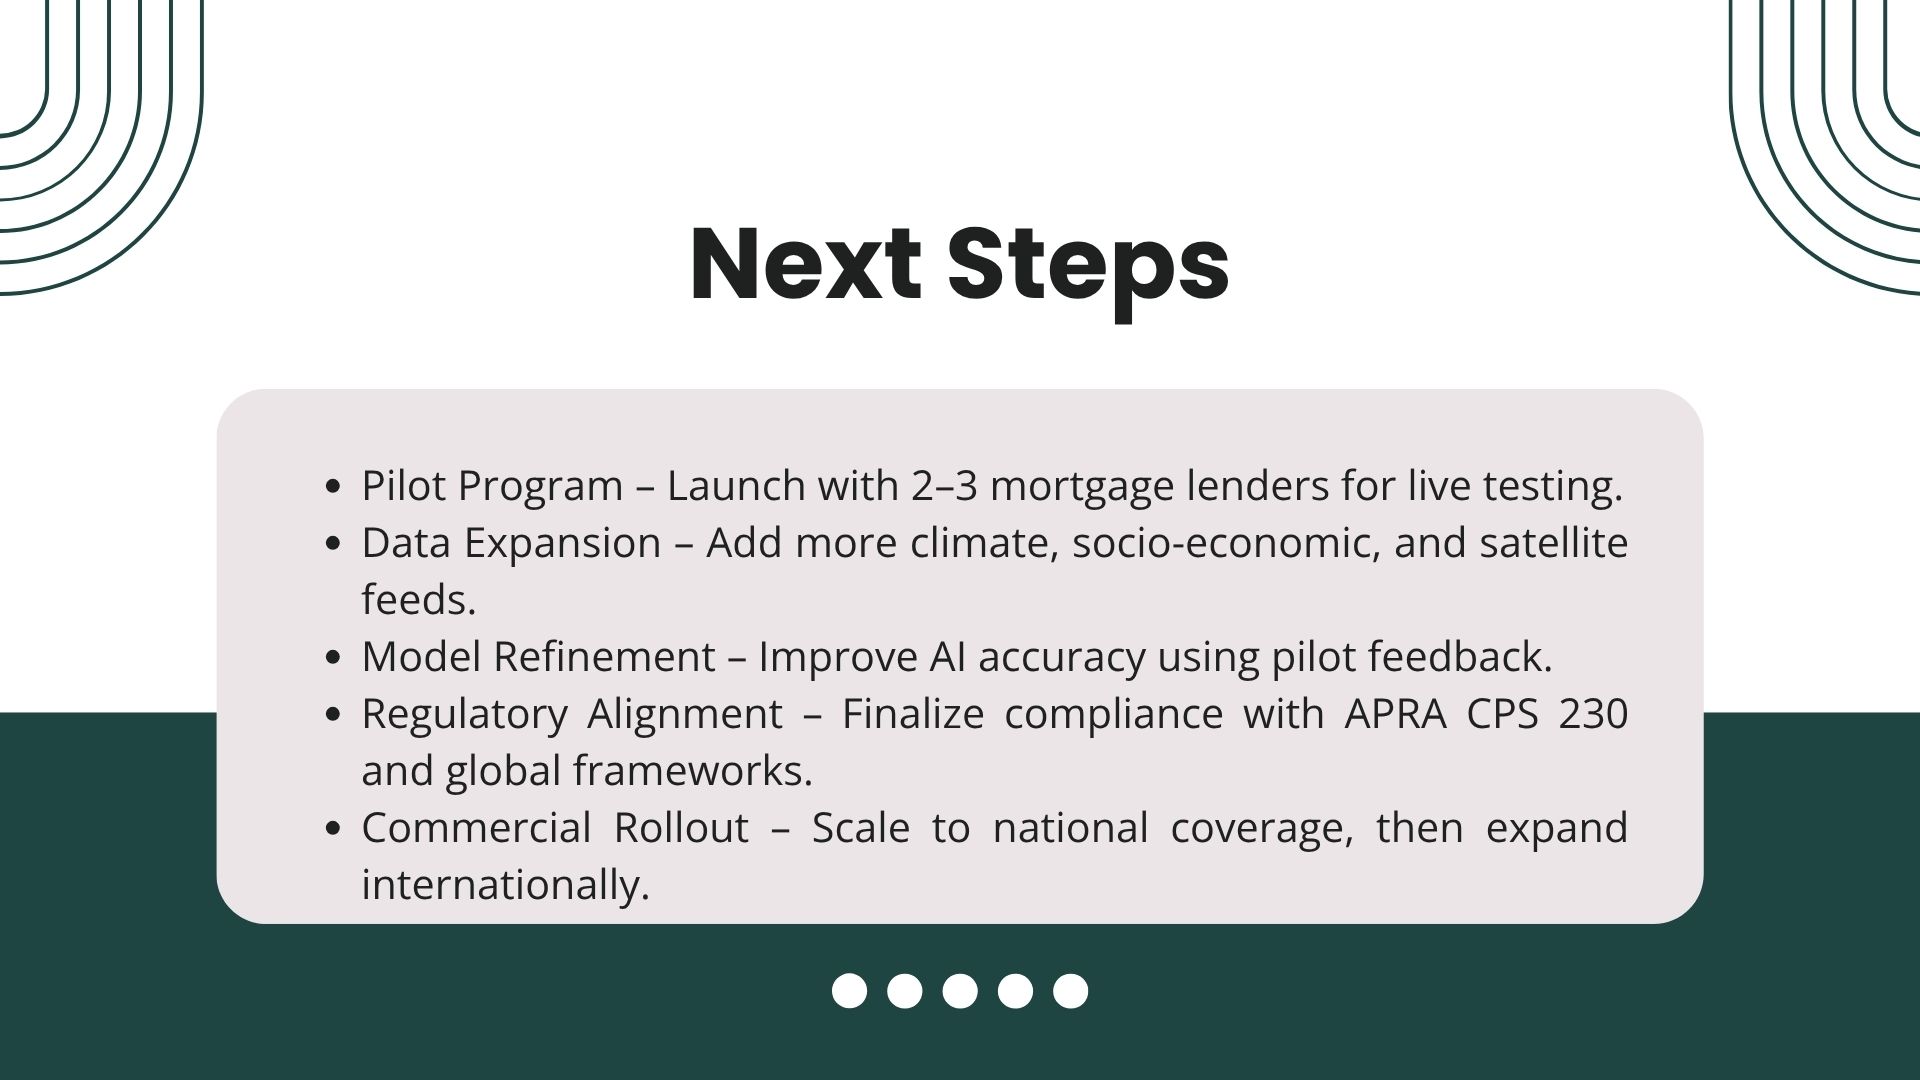 Next Steps
• Pilot Program – Launch with 2–3 mortgage lenders for live testing.
• Data Expansion – Add more climate, socio-economic, and satellite
feeds.
• Model Refinement – Improve AI accuracy using pilot feedback.
• Regulatory Alignment – Finalize compliance with APRA CPS 230
and global frameworks.
• Commercial Rollout – Scale to national coverage, then expand
internationally.